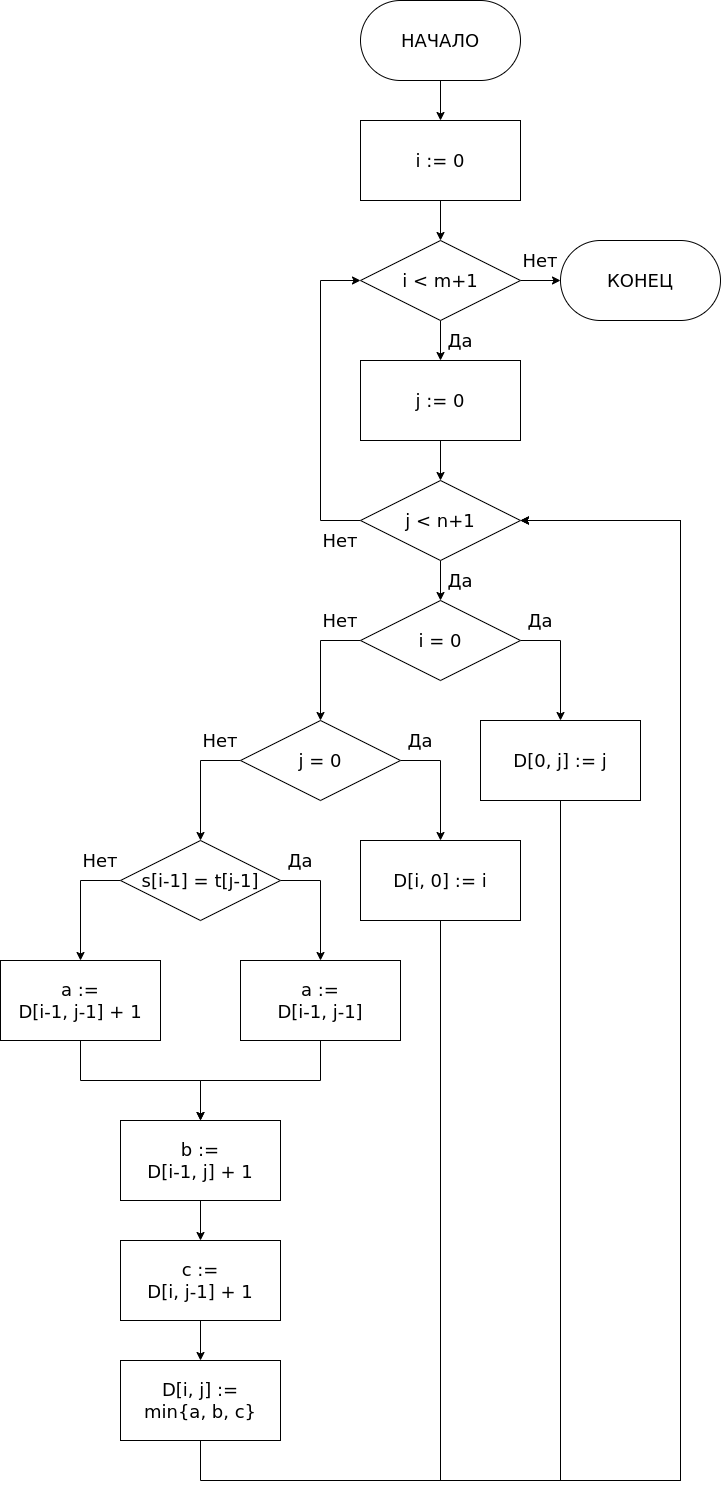 НАЧАЛО
i := 0
i < m+1
Нет
КОНЕЦ
Да
j := 0
j < n+1
Нет
Да
Нет
i = 0
Да
Нет
j = 0
Да
D[0, j] := j
Нет
s[i-1] = t[j-1]
Да
D[i, 0] := i
a :=
D[i-1, j-1] + 1
a :=
D[i-1, j-1]
b :=
D[i-1, j] + 1
c :=
D[i, j-1] + 1
D[i, j] :=
min{a, b, c}